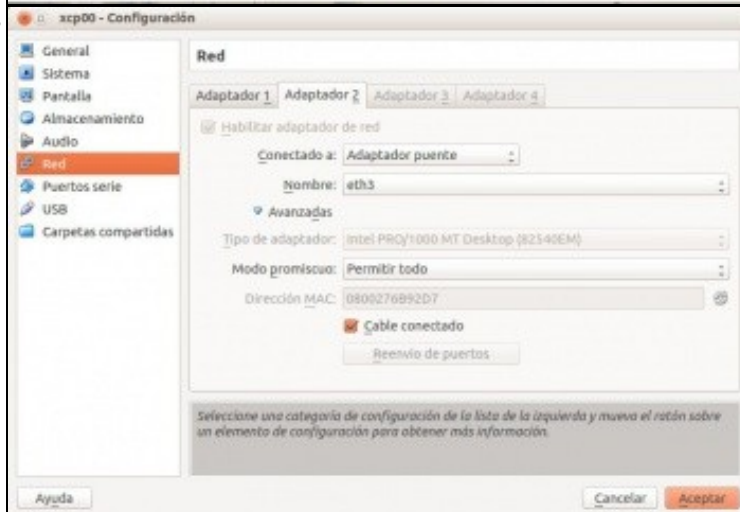 xcp00 - Configuración
General
Sistema
Pantalla
Almacenamiento
Audio
Red
Puertos serie
USB
Carpetas compartidas
Red
Adaptador 1 Adaptador 2 Adaptador 3 Adaptador 4
Habilitar adaptador de red
Conectado a: Adaptador puente
Nombre: eth3
Avanzadas
Tipo de adaptador: Intel PRO/1000 MT Desktop (82540EM)
Modo promiscuo: Permitir todo
Dirección MAC: 0800276B92D7
Cable conectado
Reenvío de puertos
Seleccione una categoría de configuración de la lista de la izquierda y mueva el ratón sobre
un elemento de configuración para obtener más información.
Ayuda Cancelar Aceptar